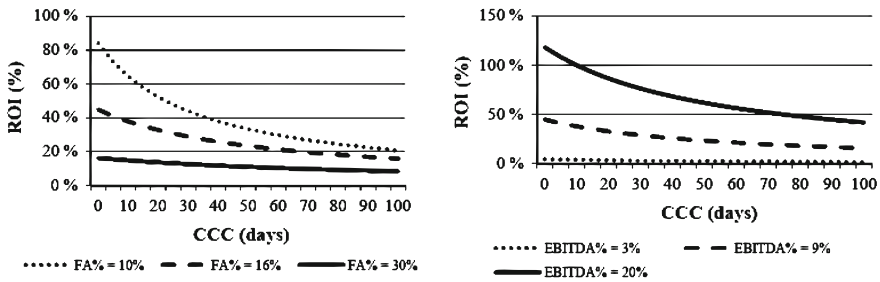 100 %
80 %
60 %
40 %
20 %
0 %
ROI (%)
0 10 20 30 40 50 60 70 80 90 100
CCC (days)
FA% = 10% FA% = 16% FA% = 30%
150 %
100%
50%
0 %
ROI (%)
0 10 20 30 40 50 60 70 80 90 100
CCC (days)
EBITDA% = 3% EBITDA% = 9%
EBITDA% = 20%